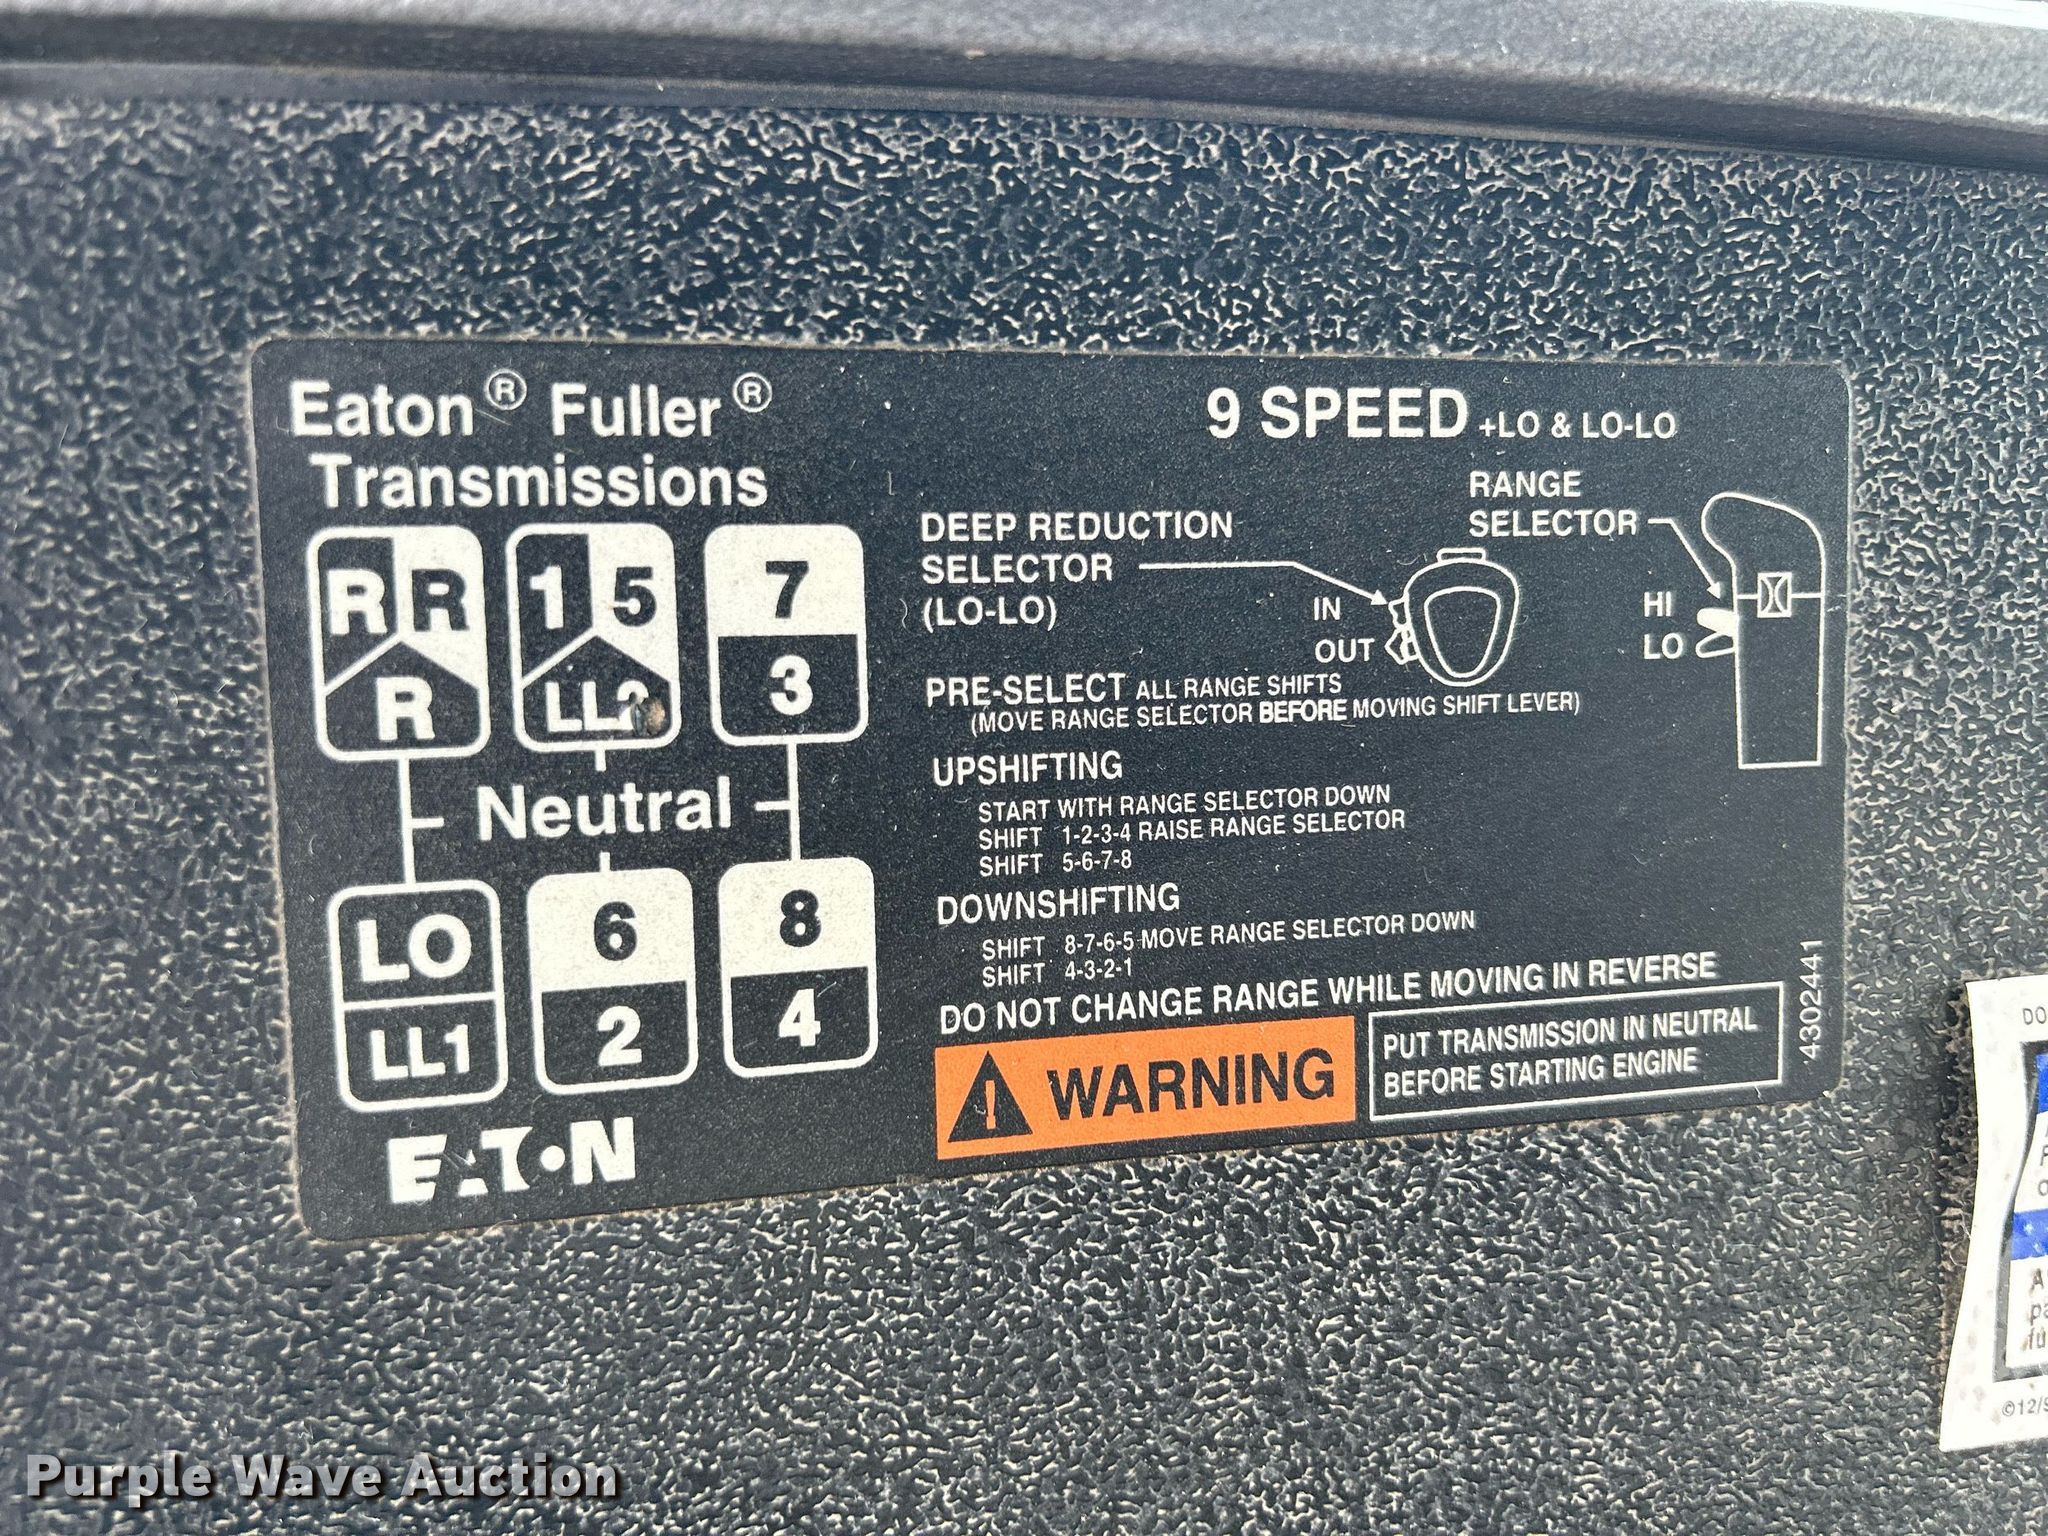 Eaton® Fuller®
Transmissions
9 SPEED +LO & LO-LO
R R
R
1 5
LL2
7
3
Neutral
LO
LL1
6
2
8
4
EATON
DEEP REDUCTION
SELECTOR
(LO-LO)
IN
OUT
RANGE
SELECTOR
HI
LO
PRE-SELECT ALL RANGE SHIFTS
(MOVE RANGE SELECTOR BEFORE MOVING SHIFT LEVER)
UPSHIFTING
START WITH RANGE SELECTOR DOWN
SHIFT 1-2-3-4 RAISE RANGE SELECTOR
SHIFT 5-6-7-8
DOWNSHIFTING
SHIFT 8-7-6-5 MOVE RANGE SELECTOR DOWN
SHIFT 4-3-2-1
DO NOT CHANGE RANGE WHILE MOVING IN REVERSE
WARNING
PUT TRANSMISSION IN NEUTRAL
BEFORE STARTING ENGINE
4302441
DO
©12/9
Purple Wave Auction